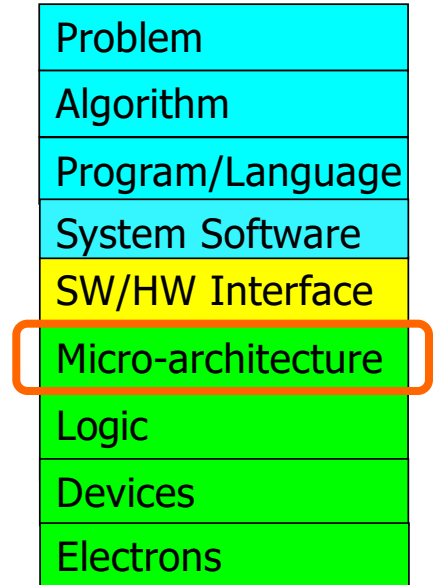 Problem
Algorithm
Program/Language
System Software
SW/HW Interface
Micro-architecture
Logic
Devices
Electrons